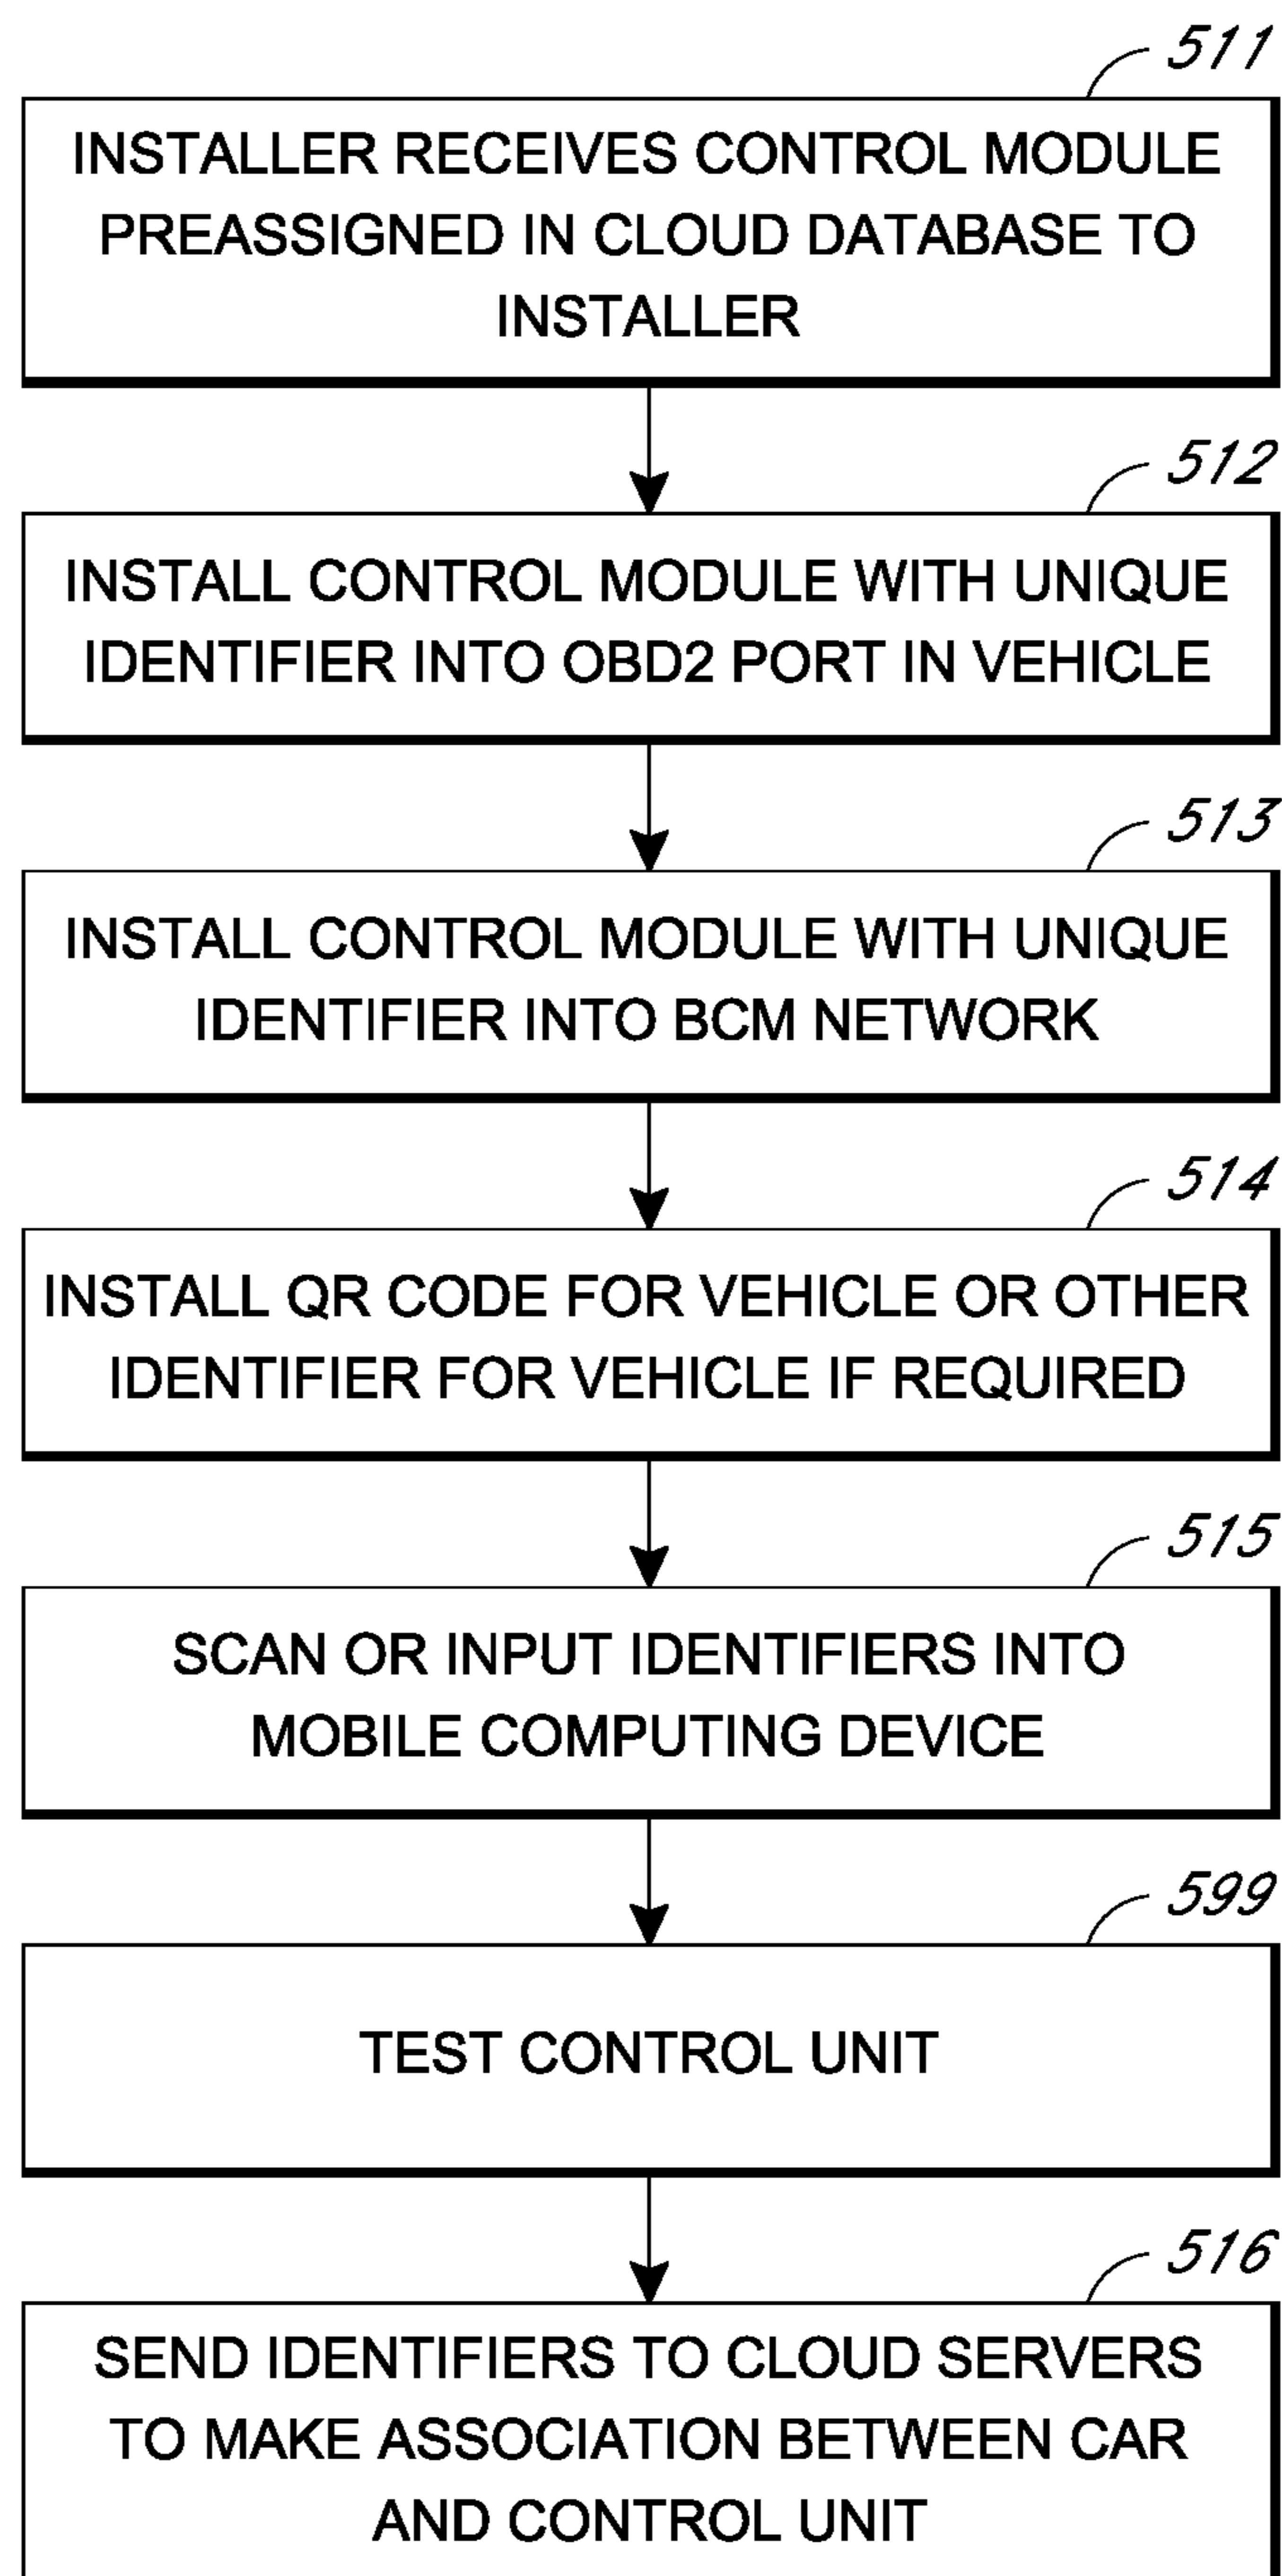 511
INSTALLER RECEIVES CONTROL MODULE
PREASSIGNED IN CLOUD DATABASE TO
INSTALLER
512
INSTALL CONTROL MODULE WITH UNIQUE
IDENTIFIER INTO OBD2 PORT IN VEHICLE
513
INSTALL CONTROL MODULE WITH UNIQUE
IDENTIFIER INTO BCM NETWORK
514
INSTALL QR CODE FOR VEHICLE OR OTHER
IDENTIFIER FOR VEHICLE IF REQUIRED
515
SCAN OR INPUT IDENTIFIERS INTO
MOBILE COMPUTING DEVICE
599
TEST CONTROL UNIT
516
SEND IDENTIFIERS TO CLOUD SERVERS
TO MAKE ASSOCIATION BETWEEN CAR
AND CONTROL UNIT